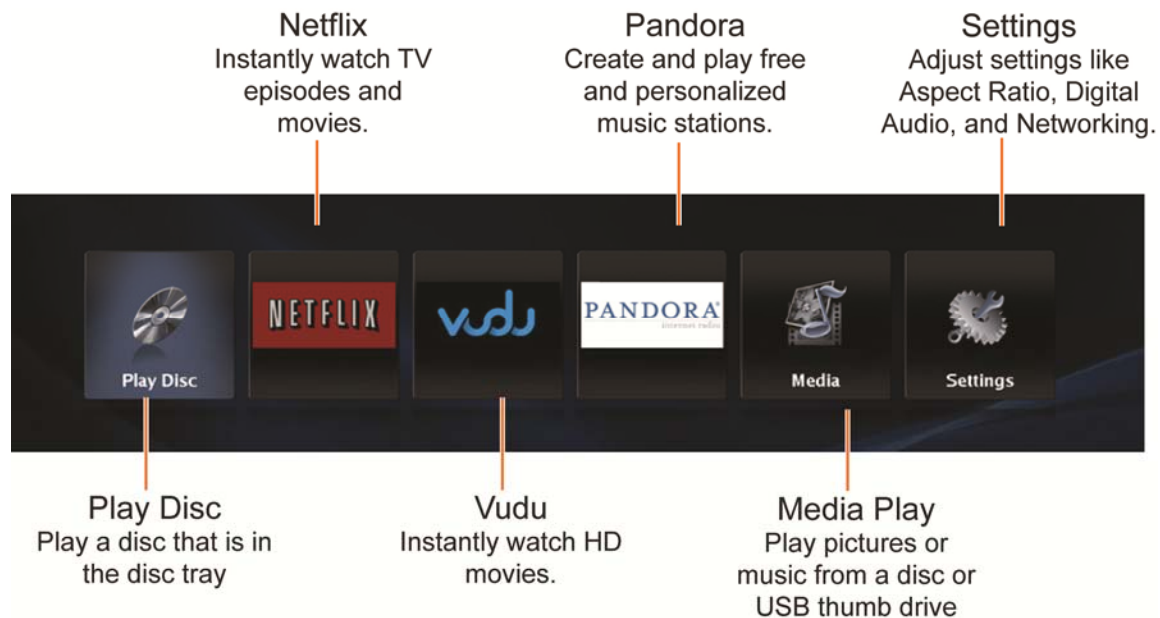 Netflix
Instantly watch TV
episodes and
movies.
Pandora
Create and play free
and personalized
music stations.
Settings
Adjust settings like
Aspect Ratio, Digital
Audio, and Networking.
Play Disc
NETFLIX
vudu
PANDORA®
internet radio
Media
Settings
Play Disc
Play a disc that is in
the disc tray
Vudu
Instantly watch HD
movies.
Media Play
Play pictures or
music from a disc or
USB thumb drive